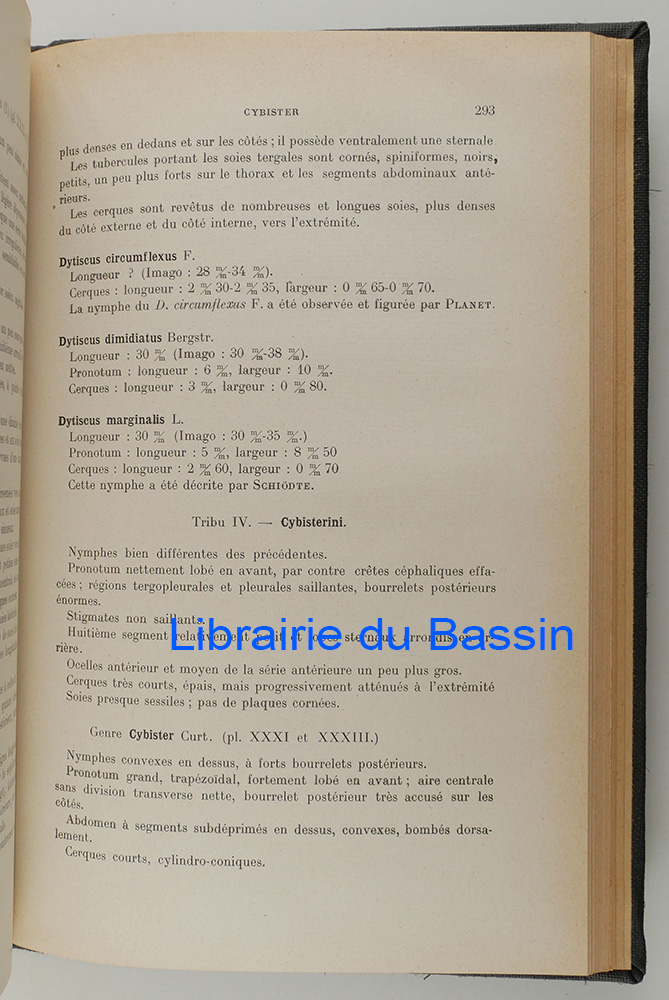 CYBISTER 293
plus denses en dedans et sur les côtés ; il possède ventralement une sternale
Les tubercules portant les soies tergales sont cornés, spiniformes, noirs,
petits, un peu plus forts sur le thorax et les segments abdominaux anté-
rieurs.
Les cerques sont revêtus de nombreuses et longues soies, plus denses
du côté externe et du côté interne, vers l'extrémité.
Dytiscus circumflexus F.
Longueur ? (Imago : 28 m/m-34 m/m).
Cerques : longueur : 2 m/m 30-2 m/m 35, largeur : 0 m/m 65-0 m/m 70.
La nymphe du D. circumflexus F. a été observée et figurée par PLANET.
Dytiscus dimidiatus Bergstr.
Longueur : 30 m/m (Imago : 30 m/m-38 m/m).
Pronotum : longueur : 6 m/m, largeur : 10 m/m.
Cerques : longueur : 3 m/m, largeur : 0 m/m 80.
Dytiscus marginalis L.
Longueur : 30 m/m (Imago : 30 m/m-35 m/m.)
Pronotum : longueur : 5 m/m, largeur : 8 m/m 50
Cerques : longueur : 2 m/m 60, largeur : 0 m/m 70
Cette nymphe a été décrite par SCHIÖDTE.
Tribu IV. — Cybisterini.
Nymphes bien différentes des précédentes.
Pronotum nettement lobé en avant, par contre crêtes céphaliques effa-
cées ; régions tergopleurales et pleurales saillantes, bourrelets postérieurs
énormes.
Stigmates non saillants.
Huitième segment relativement petit et lobes sternaux arrondis en ar-
rière.
Librairie du Bassin
Ocelles antérieur et moyen de la série antérieure un peu plus gros.
Cerques très courts, épais, mais progressivement atténués à l'extrémité
Soies presque sessiles ; pas de plaques cornées.
Genre Cybister Curt. (pl. XXXI et XXXIII.)
Nymphes convexes en dessus, à forts bourrelets postérieurs.
Pronotum grand, trapézoïdal, fortement lobé en avant ; aire centrale
sans division transverse nette, bourrelet postérieur très accusé sur les
côtés.
Abdomen à segments subdéprimés en dessus, convexes, bombés dorsa-
lement.
Cerques courts, cylindro-coniques.